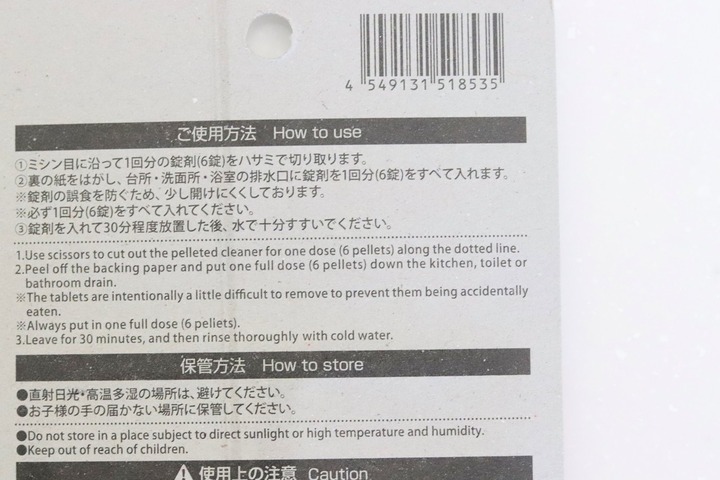 4 549131 518535
ご使用方法 How to use
①ミシン目に沿って1回分の錠剤(6錠)をハサミで切り取ります。
②裏の紙をはがし、台所・洗面所・浴室の排水口に錠剤を1回分(6錠)をすべて入れます。
※錠剤の誤食を防ぐため、少し開けにくくしております。
※必ず1回分(6錠)をすべて入れてください。
③錠剤を入れて30分程度放置した後、水で十分すすいでください。
1.Use scissors to cut out the pelleted cleaner for one dose (6 pellets) along the dotted line.
2.Peel off the backing paper and put one full dose (6 pellets) down the kitchen, toilet or
bathroom drain.
※The tablets are intentionally a little difficult to remove to prevent them being accidentally
eaten.
※Always put in one full dose (6 pellets).
3.Leave for 30 minutes, and then rinse thoroughly with cold water.
保管方法 How to store
●直射日光・高温多湿の場所は、避けてください。
●お子様の手の届かない場所に保管してください。
●Do not store in a place subject to direct sunlight or high temperature and humidity.
●Keep out of reach of children.
使用上の注意 Caution